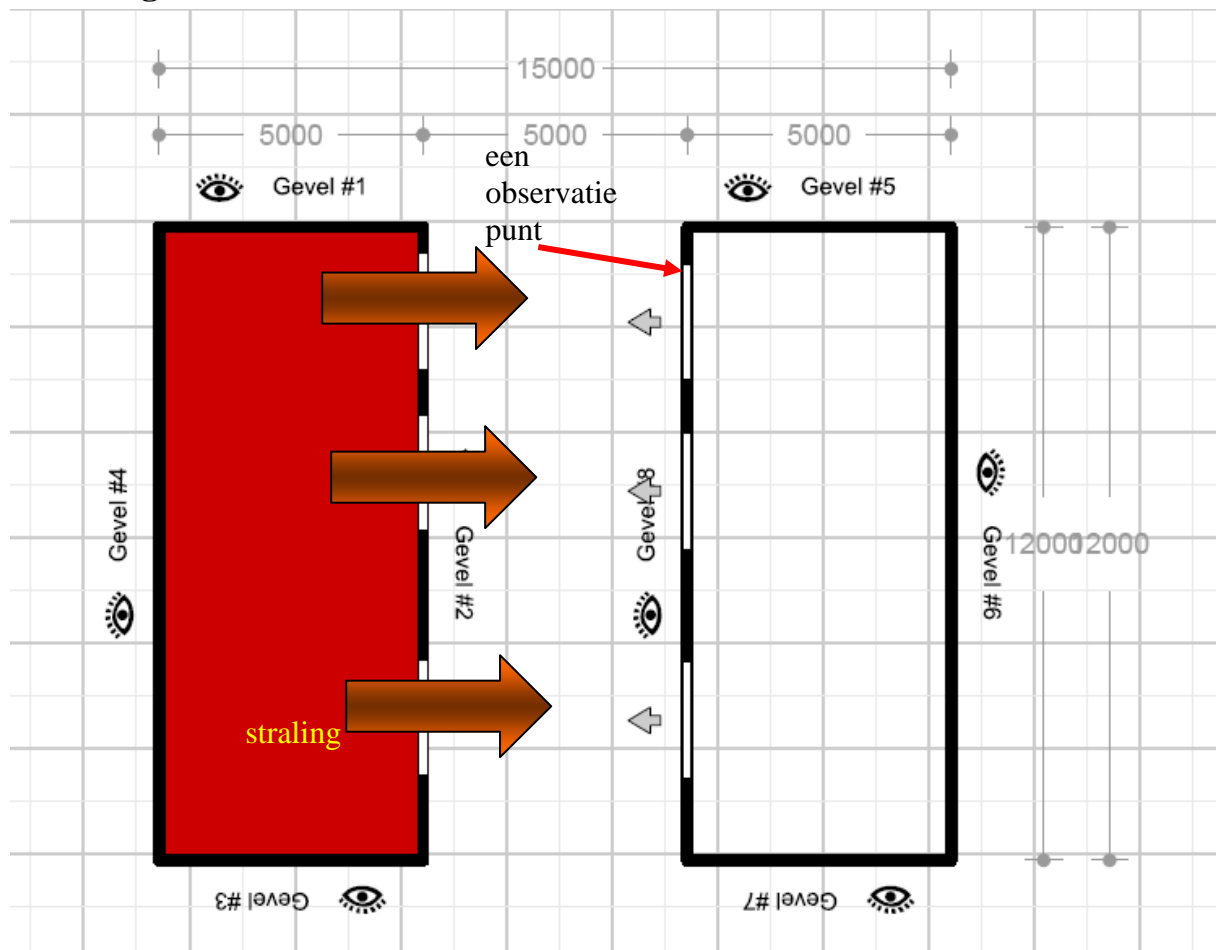 15000
5000
5000
5000
een
observatie
punt
Gevel #1
Gevel #5
Gevel #4
Gevel #2
Gevel #8
Gevel #6
12000
12000
straling
Gevel #3
Gevel #7